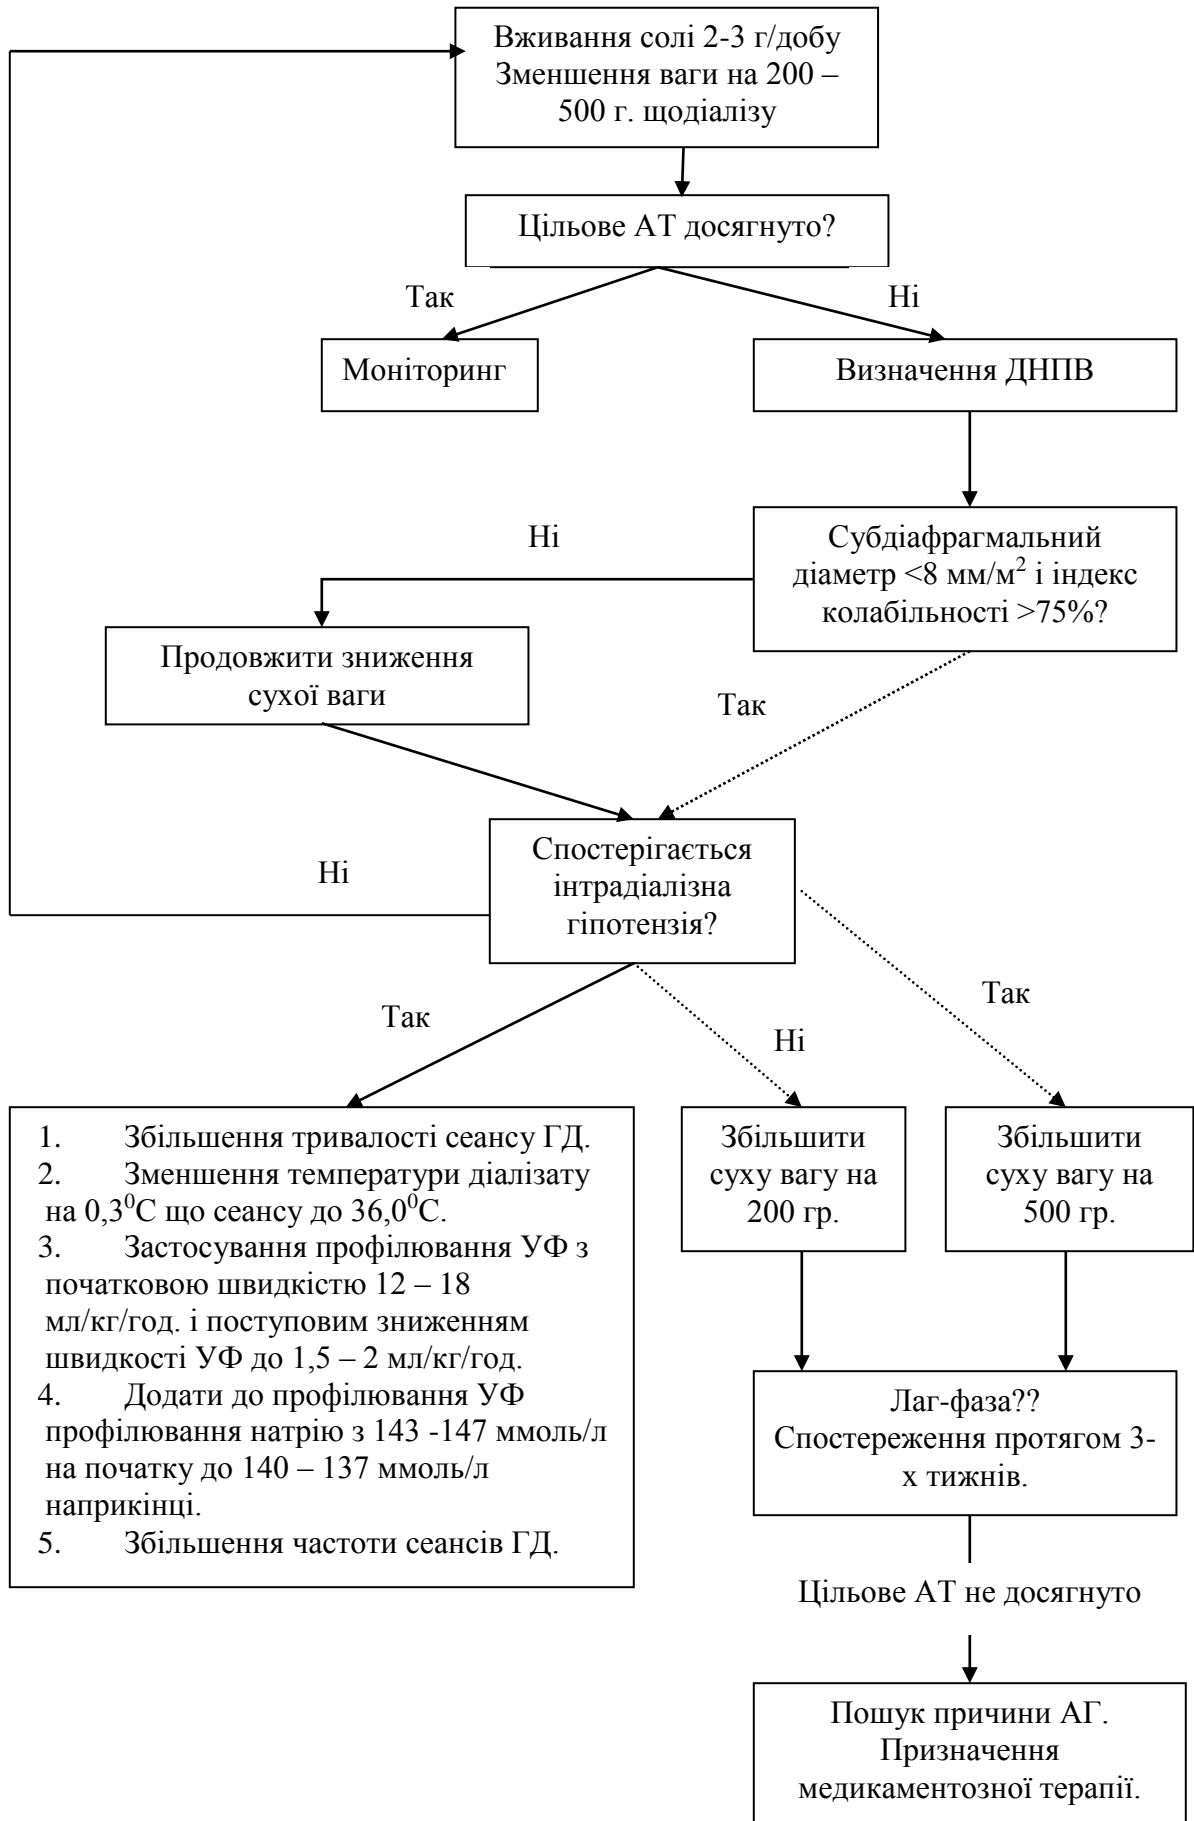 Вживання солі 2-3 г/добу
Зменшення ваги на 200 –
500 г. щодіалізу
Цільове АТ досягнуто?
Так
Ні
Моніторинг
Визначення ДНПВ
Ні
Субдіафрагмальний
діаметр <8 мм/м² і індекс
колабільності >75%?
Продовжити зниження
сухої ваги
Так
Спостерігається
інтрадіалізна
гіпотензія?
Ні
Так
Ні
Так
1. Збільшення тривалості сеансу ГД.
2. Зменшення температури діалізату
на 0,3⁰С що сеансу до 36,0⁰С.
3. Застосування профілювання УФ з
початковою швидкістю 12 – 18
мл/кг/год. і поступовим зниженням
швидкості УФ до 1,5 – 2 мл/кг/год.
4. Додати до профілювання УФ
профілювання натрію з 143 -147 ммоль/л
на початку до 140 – 137 ммоль/л
наприкінці.
5. Збільшення частоти сеансів ГД.
Збільшити
суху вагу на
200 гр.
Збільшити
суху вагу на
500 гр.
Лаг-фаза??
Спостереження протягом 3-
х тижнів.
Цільове АТ не досягнуто
Пошук причини АГ.
Призначення
медикаментозної терапії.